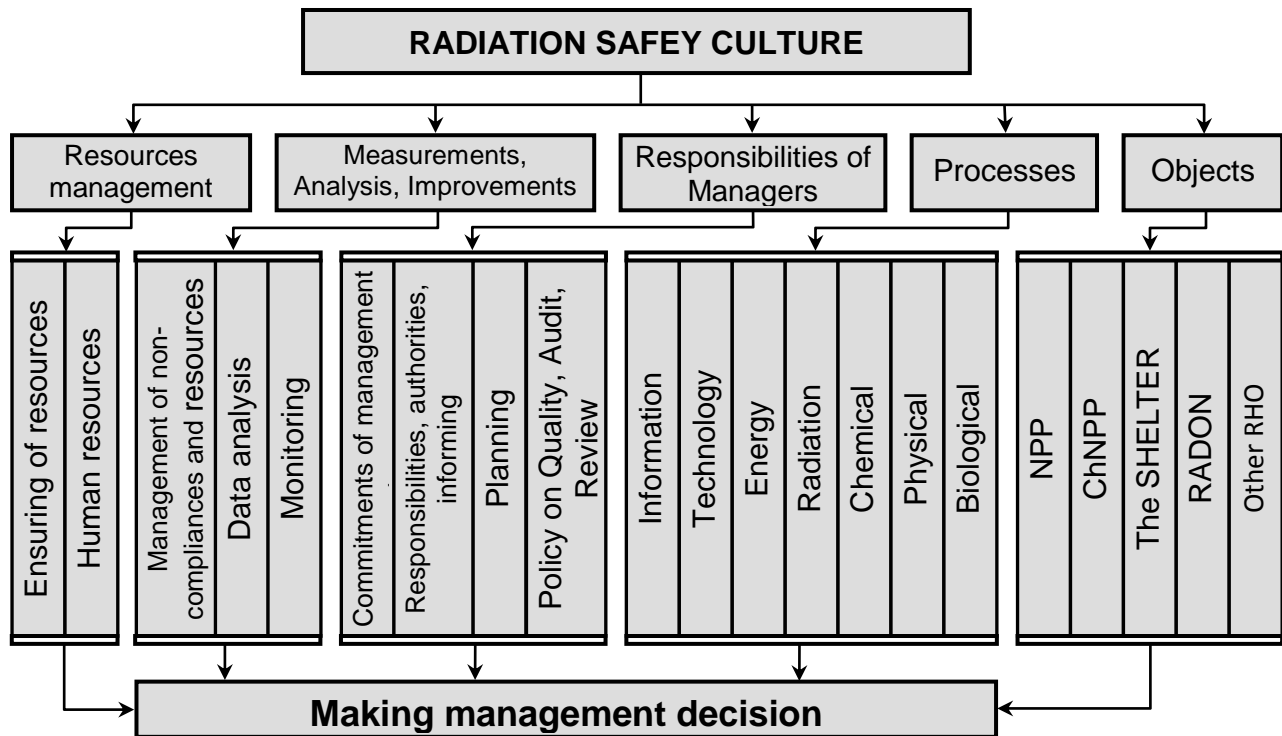 RADIATION SAFEY CULTURE
Resources
management
Measurements,
Analysis, Improvements
Responsibilities of
Managers
Processes
Objects
Ensuring of resources
Human resources
Management of non-
compliances and resources
Data analysis
Monitoring
Commitments of management
Responsibilities, authorities,
informing
Planning
Policy on Quality, Audit,
Review
Information
Technology
Energy
Radiation
Chemical
Physical
Biological
NPP
ChNPP
The SHELTER
RADON
Other RHO
Making management decision